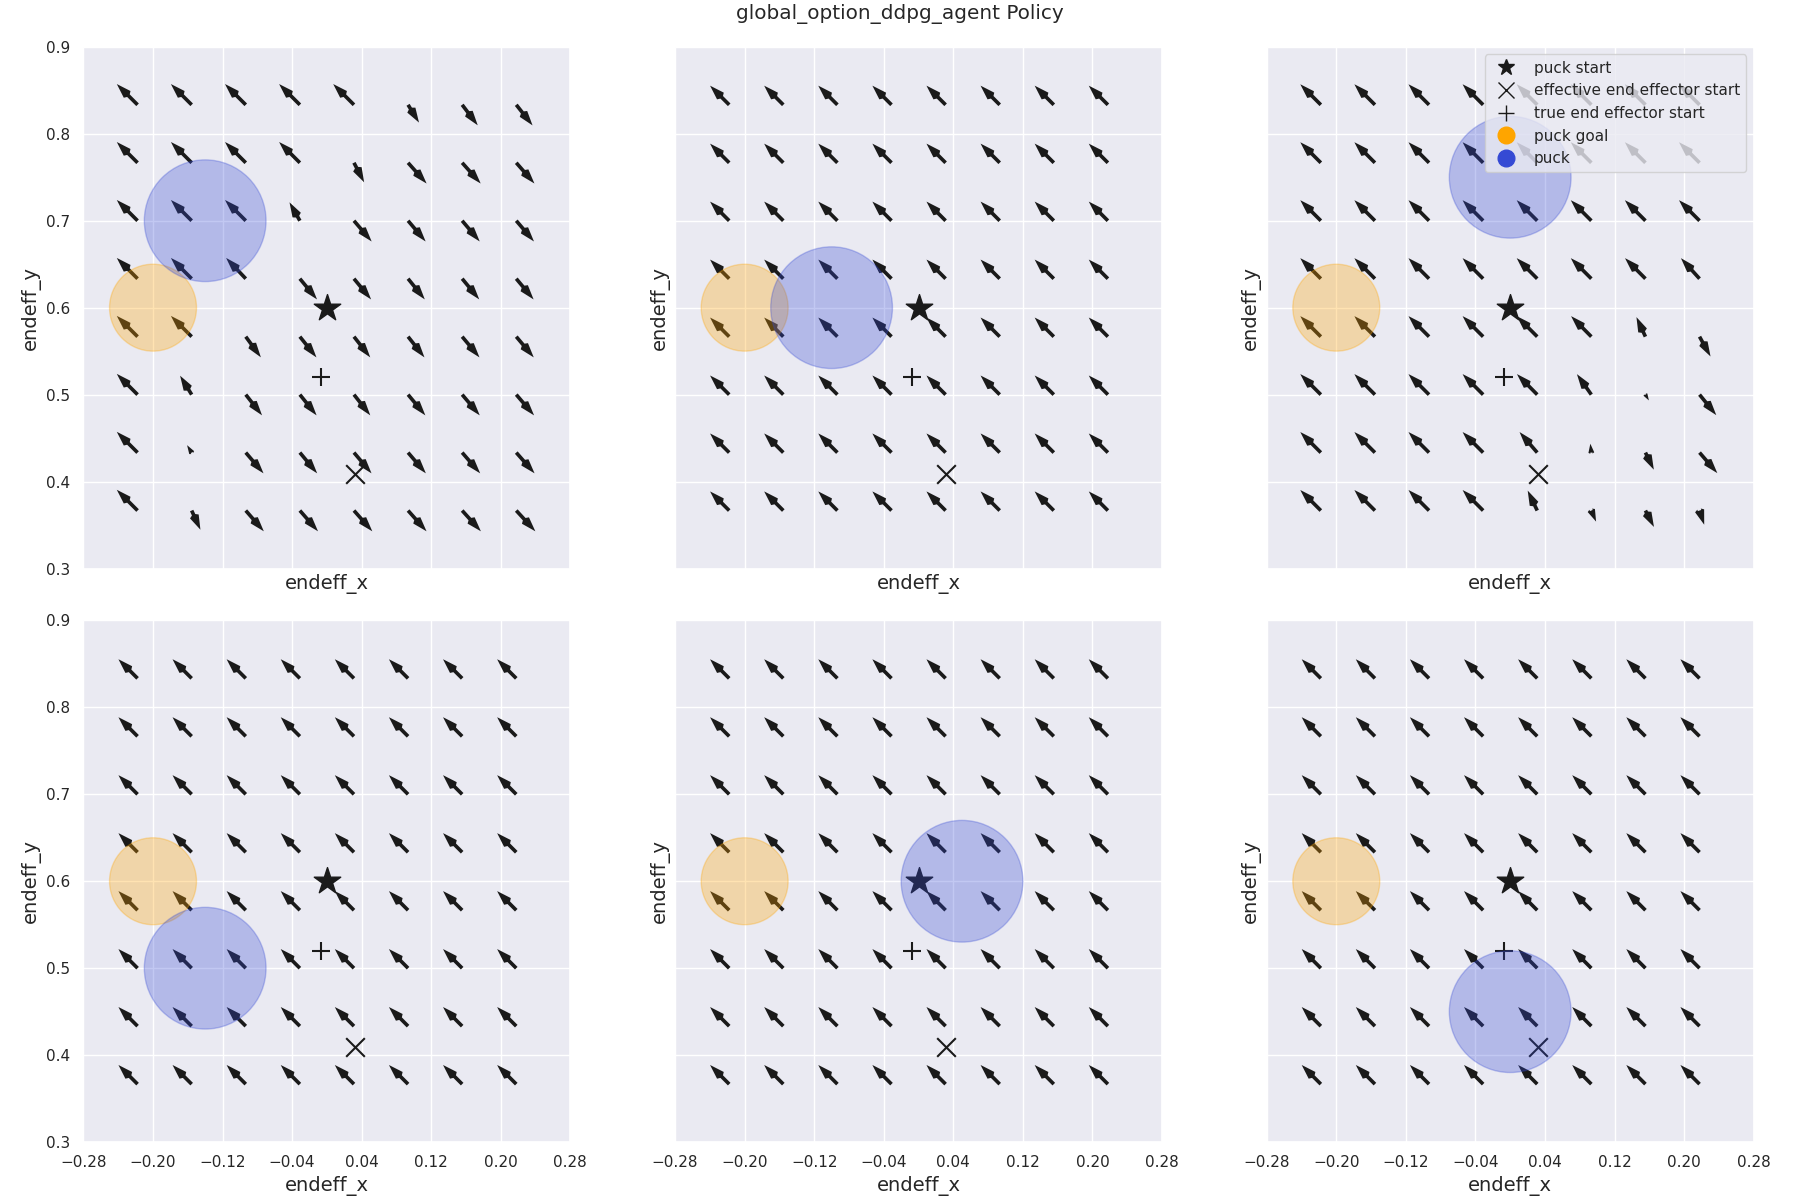 global_option_ddpg_agent Policy
0.9
0.8
0.7
0.6
0.5
0.4
0.3
endeff_y
endeff_x
endeff_y
endeff_x
puck start
effective end effector start
true end effector start
puck goal
puck
endeff_y
endeff_x
0.9
0.8
0.7
0.6
0.5
0.4
0.3
endeff_y
−0.28 −0.20 −0.12 −0.04 0.04 0.12 0.20 0.28
endeff_x
endeff_y
−0.28 −0.20 −0.12 −0.04 0.04 0.12 0.20 0.28
endeff_x
endeff_y
−0.28 −0.20 −0.12 −0.04 0.04 0.12 0.20 0.28
endeff_x